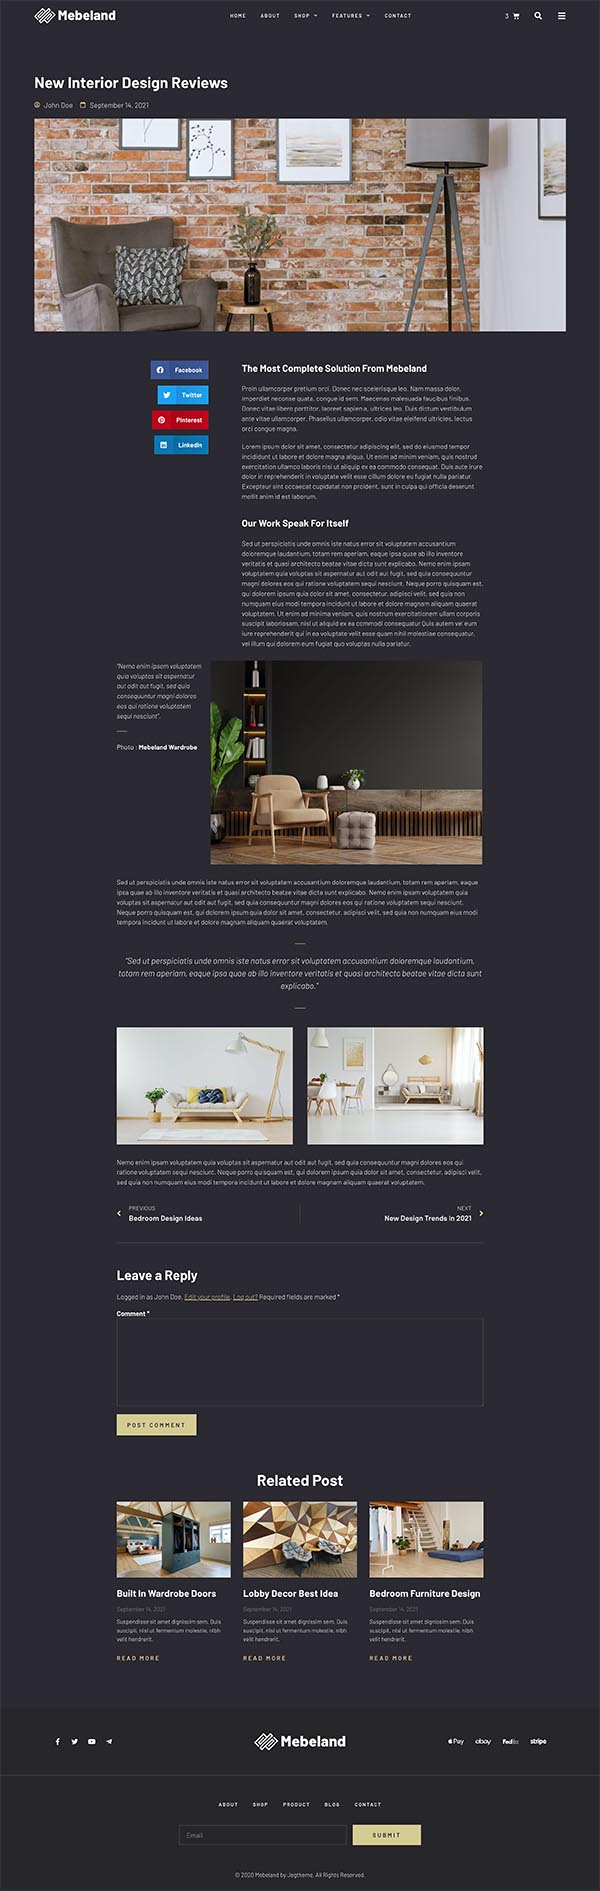 Mebeland
HOME ABOUT SHOP FEATURES CONTACT
3
New Interior Design Reviews
John Doe September 14, 2021
Facebook
Twitter
Pinterest
LinkedIn
The Most Complete Solution From Mebeland
Proin ullamcorper pretium orci. Donec nec scelerisque leo. Nam massa dolor,
imperdiet neconse quata, congue id sem. Maecenas malesuada faucibus finibus.
Donec vitae libero porttitor, laoreet sapien a, ultrices leo. Duis dictum vestibulum
ante vitae ullamcorper. Phasellus ullamcorper, odio vitae eleifend ultricies, lectus
orci congue magna.
Lorem ipsum dolor sit amet, consectetur adipiscing elit, sed do eiusmod tempor
incididunt ut labore et dolore magna aliqua. Ut enim ad minim veniam, quis nostrud
exercitation ullamco laboris nisi ut aliquip ex ea commodo consequat. Duis aute irure
dolor in reprehenderit in voluptate velit esse cillum dolore eu fugiat nulla pariatur.
Excepteur sint occaecat cupidatat non proident, sunt in culpa qui officia deserunt
mollit anim id est laborum.
Our Work Speak For Itself
Sed ut perspiciatis unde omnis iste natus error sit voluptatem accusantium
doloremque laudantium, totam rem aperiam, eaque ipsa quae ab illo inventore
veritatis et quasi architecto beatae vitae dicta sunt explicabo. Nemo enim ipsam
voluptatem quia voluptas sit aspernatur aut odit aut fugit, sed quia consequuntur
magni dolores eos qui ratione voluptatem sequi nesciunt. Neque porro quisquam est,
qui dolorem ipsum quia dolor sit amet, consectetur, adipisci velit, sed quia non
numquam eius modi tempora incidunt ut labore et dolore magnam aliquam quaerat
voluptatem. Ut enim ad minima veniam, quis nostrum exercitationem ullam corporis
suscipit laboriosam, nisi ut aliquid ex ea commodi consequatur Quis autem vel eum
iure reprehenderit qui in ea voluptate velit esse quam nihil molestiae consequatur,
vel illum qui dolorem eum fugiat quo voluptas nulla pariatur.
"Nemo enim ipsam voluptatem
quia voluptas sit aspernatur
aut odit aut fugit, sed quia
consequuntur magni dolores
eos qui ratione voluptatem
sequi nesciunt".
Photo : Mebeland Wardrobe
Sed ut perspiciatis unde omnis iste natus error sit voluptatem accusantium doloremque laudantium, totam rem aperiam, eaque
ipsa quae ab illo inventore veritatis et quasi architecto beatae vitae dicta sunt explicabo. Nemo enim ipsam voluptatem quia
voluptas sit aspernatur aut odit aut fugit, sed quia consequuntur magni dolores eos qui ratione voluptatem sequi nesciunt.
Neque porro quisquam est, qui dolorem ipsum quia dolor sit amet, consectetur, adipisci velit, sed quia non numquam eius modi
tempora incidunt ut labore et dolore magnam aliquam quaerat voluptatem.
"Sed ut perspiciatis unde omnis iste natus error sit voluptatem accusantium doloremque laudantium,
totam rem aperiam, eaque ipsa quae ab illo inventore veritatis et quasi architecto beatae vitae dicta sunt
explicabo."
Nemo enim ipsam voluptatem quia voluptas sit aspernatur aut odit aut fugit, sed quia consequuntur magni dolores eos qui
ratione voluptatem sequi nesciunt. Neque porro quisquam est, qui dolorem ipsum quia dolor sit amet, consectetur, adipisci velit,
sed quia non numquam eius modi tempora incidunt ut labore et dolore magnam aliquam quaerat voluptatem.
PREVIOUS
Bedroom Design Ideas
NEXT
New Design Trends In 2021
Leave a Reply
Logged in as John Doe. Edit your profile. Log out? Required fields are marked *
Comment *
POST COMMENT
Related Post
Built In Wardrobe Doors
September 14, 2021
Suspendisse sit amet dignissim sem. Duis
suscipit, nisl ut fermentum molestie, nibh
velit hendrerit,
READ MORE
Lobby Decor Best Idea
September 14, 2021
Suspendisse sit amet dignissim sem. Duis
suscipit, nisl ut fermentum molestie, nibh
velit hendrerit,
READ MORE
Bedroom Furniture Design
September 14, 2021
Suspendisse sit amet dignissim sem. Duis
suscipit, nisl ut fermentum molestie, nibh
velit hendrerit,
READ MORE
Mebeland
Pay ebay FedEx stripe
ABOUT SHOP PRODUCT BLOG CONTACT
Email
SUBMIT
© 2020 Mebeland by Jegtheme. All Rights Reserved.